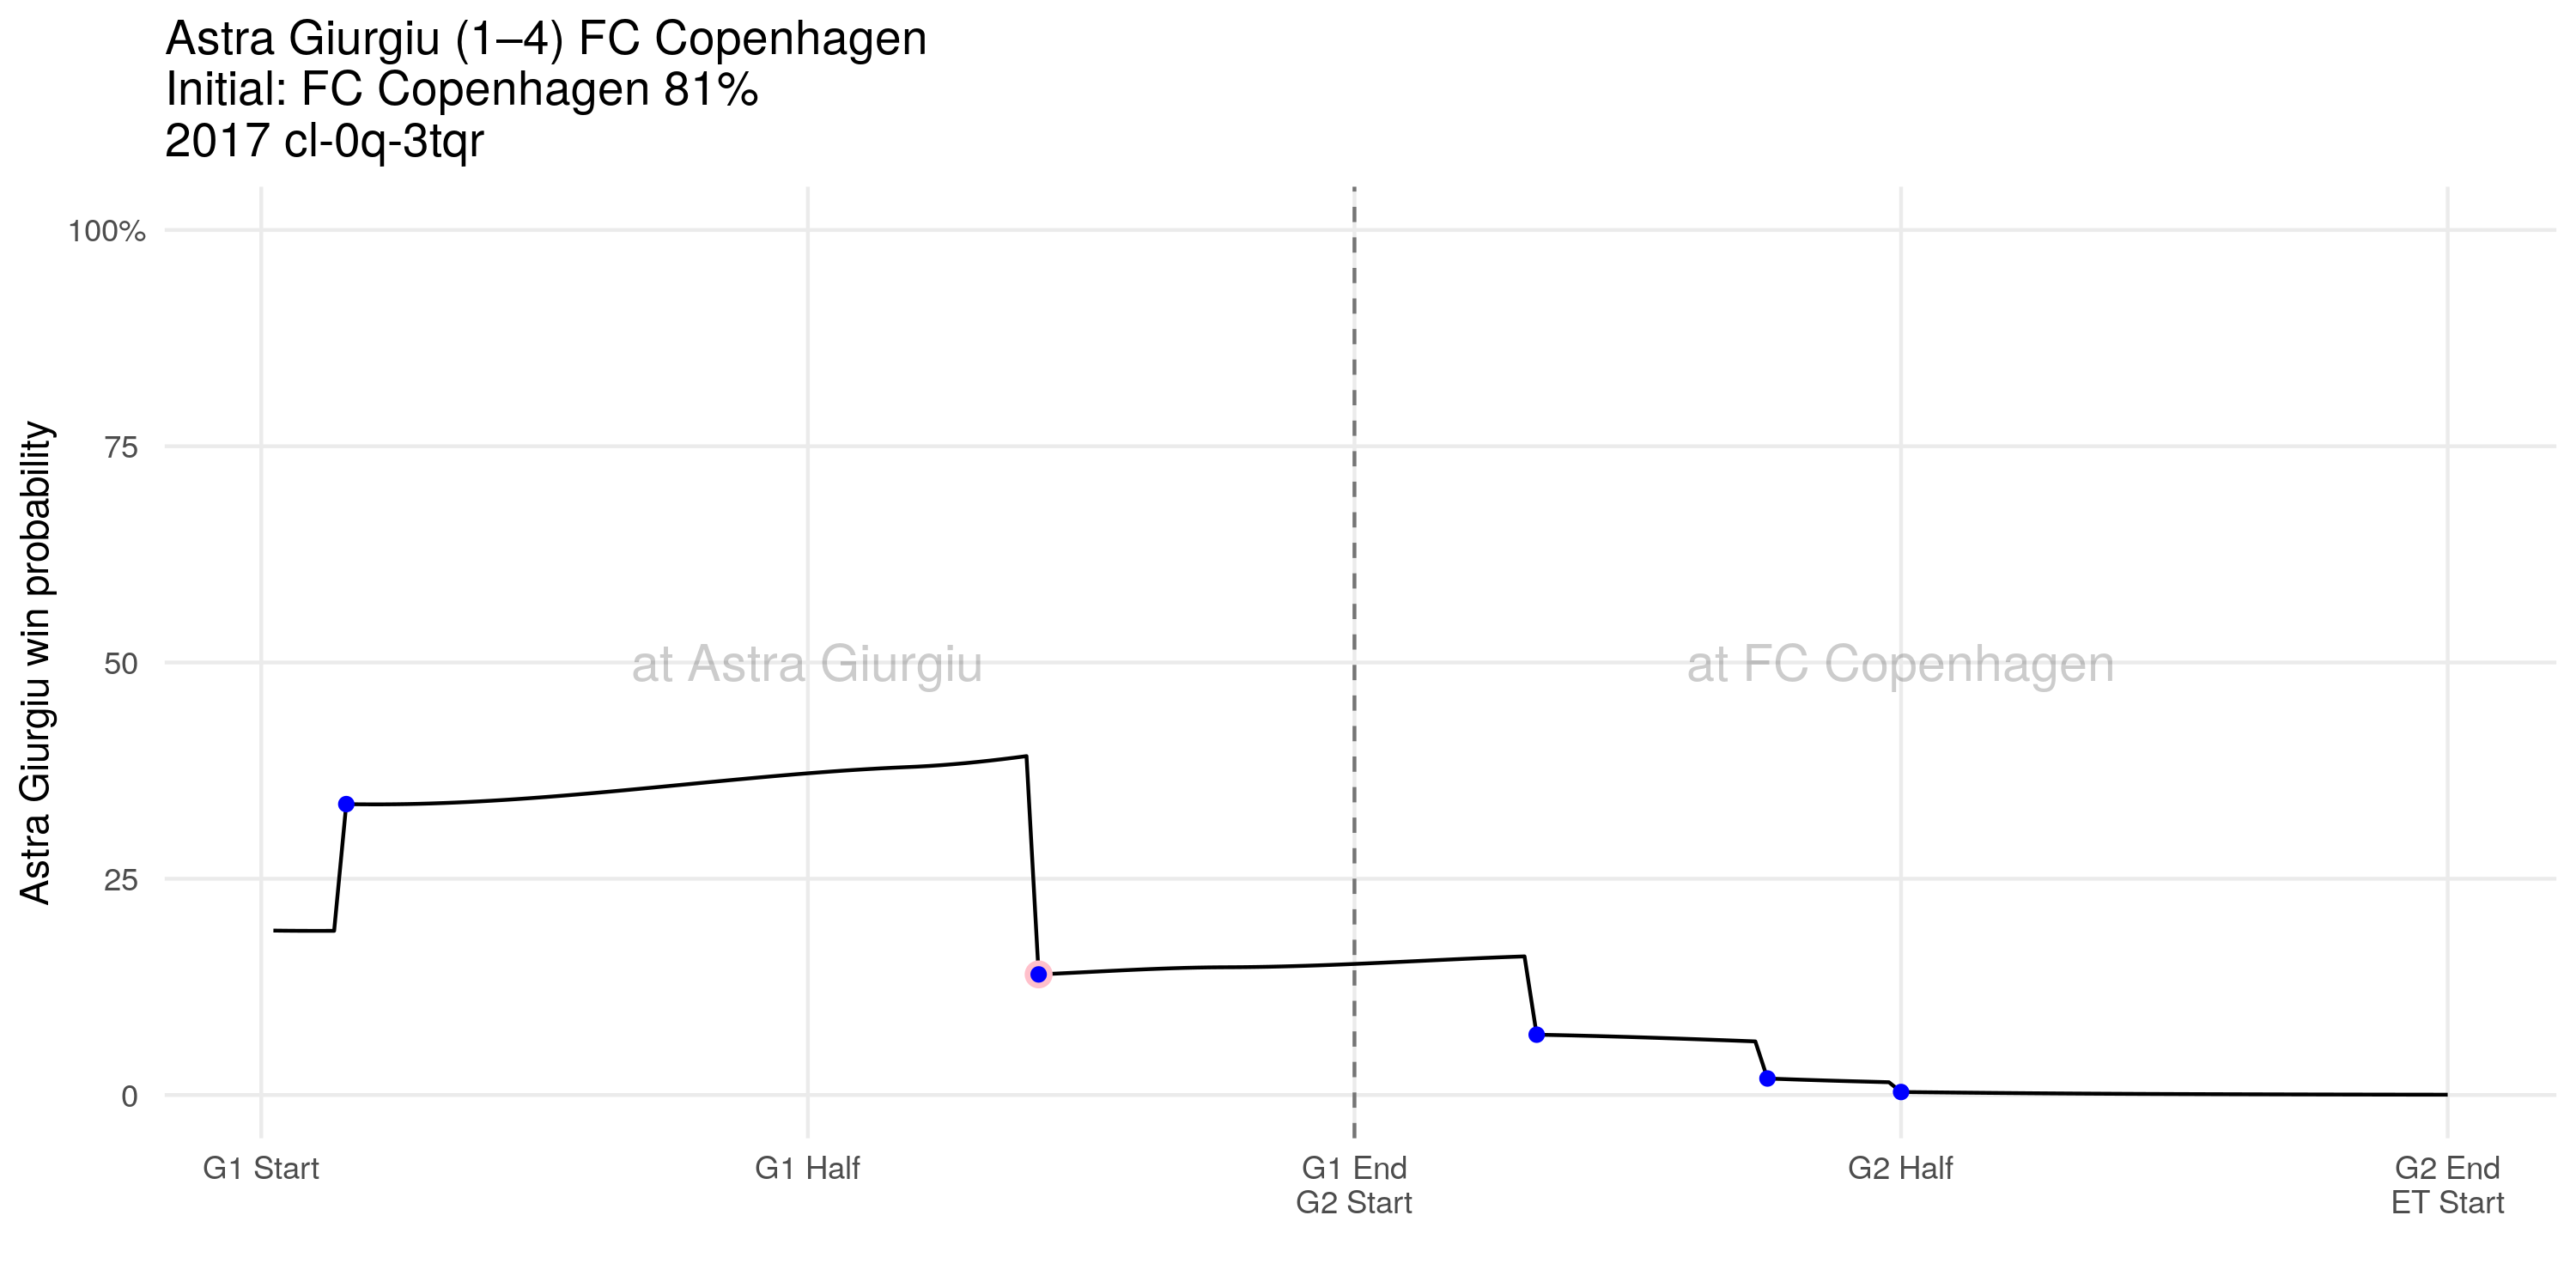 Astra Giurgiu (1–4) FC Copenhagen
Initial: FC Copenhagen 81%
2017 cl-0q-3tqr
Astra Giurgiu win probability
100%
75
50
25
0
at Astra Giurgiu
at FC Copenhagen
G1 Start
G1 Half
G1 End
G2 Start
G2 Half
G2 End
ET Start